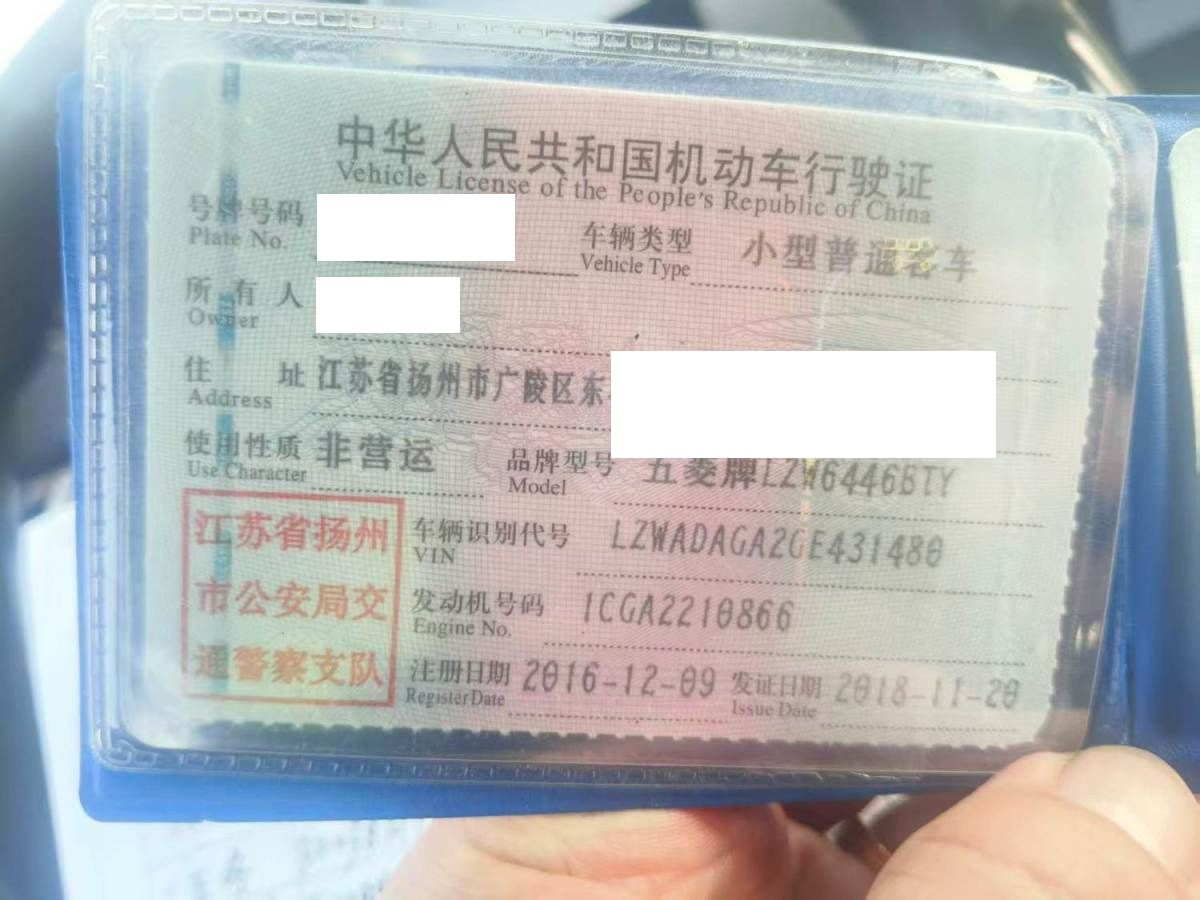 中华人民共和国机动车行驶证
Vehicle License of the People's Republic of China
号牌号码
Plate No.
车辆类型 小型普通客车
Vehicle Type
所有人
Owner
住址 江苏省扬州市广陵区东
Address
使用性质 非营运
Use Character
品牌型号 五菱牌LZW6446BTY
Model
江苏省扬州
市公安局交
通警察支队
车辆识别代号 LZWADAGA2GE431480
VIN
发动机号码 1CGA2210866
Engine No.
注册日期 2016-12-09
Register Date
发证日期 2018-11-20
Issue Date